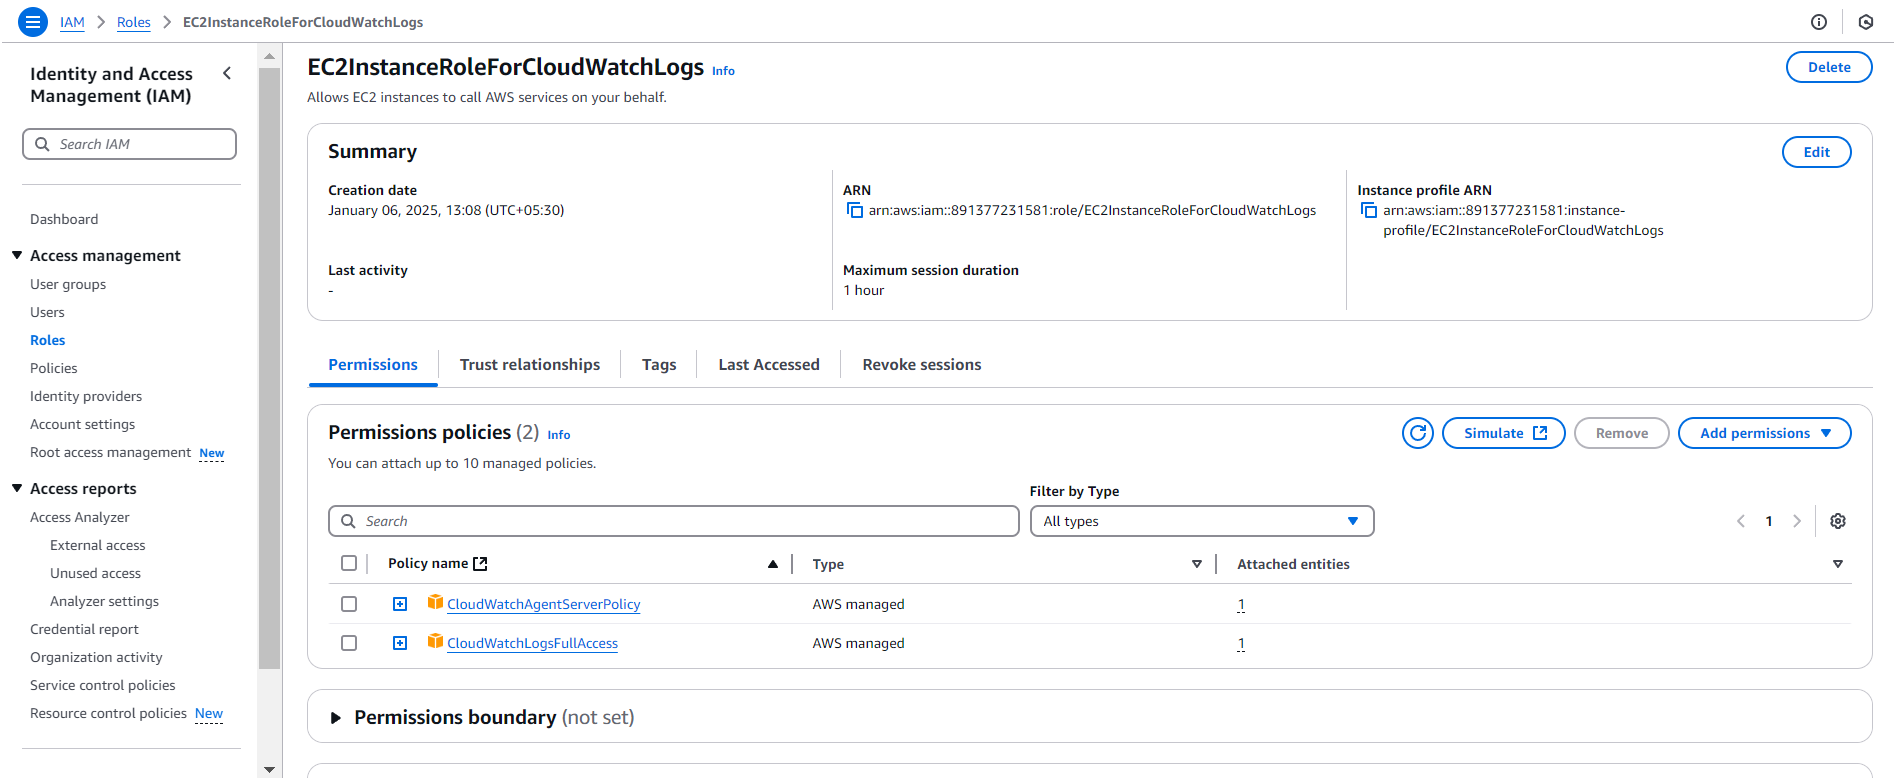 IAM > Roles > EC2InstanceRoleForCloudWatchLogs
Identity and Access Management (IAM)
Search IAM
Dashboard
Access management
User groups
Users
Roles
Policies
Identity providers
Account settings
Root access management New
Access reports
Access Analyzer
External access
Unused access
Analyzer settings
Credential report
Organization activity
Service control policies
Resource control policies New
EC2InstanceRoleForCloudWatchLogs Info
Delete
Allows EC2 instances to call AWS services on your behalf.
Summary
Edit
Creation date
January 06, 2025, 13:08 (UTC+05:30)
ARN
arn:aws:iam::891377231581:role/EC2InstanceRoleForCloudWatchLogs
Instance profile ARN
arn:aws:iam::891377231581:instance-
profile/EC2InstanceRoleForCloudWatchLogs
Last activity
-
Maximum session duration
1 hour
Permissions Trust relationships Tags Last Accessed Revoke sessions
Permissions policies (2) Info
Simulate Remove Add permissions
You can attach up to 10 managed policies.
Filter by Type
Search All types 1
Policy name Type Attached entities
CloudWatchAgentServerPolicy AWS managed 1
CloudWatchLogsFullAccess AWS managed 1
Permissions boundary (not set)